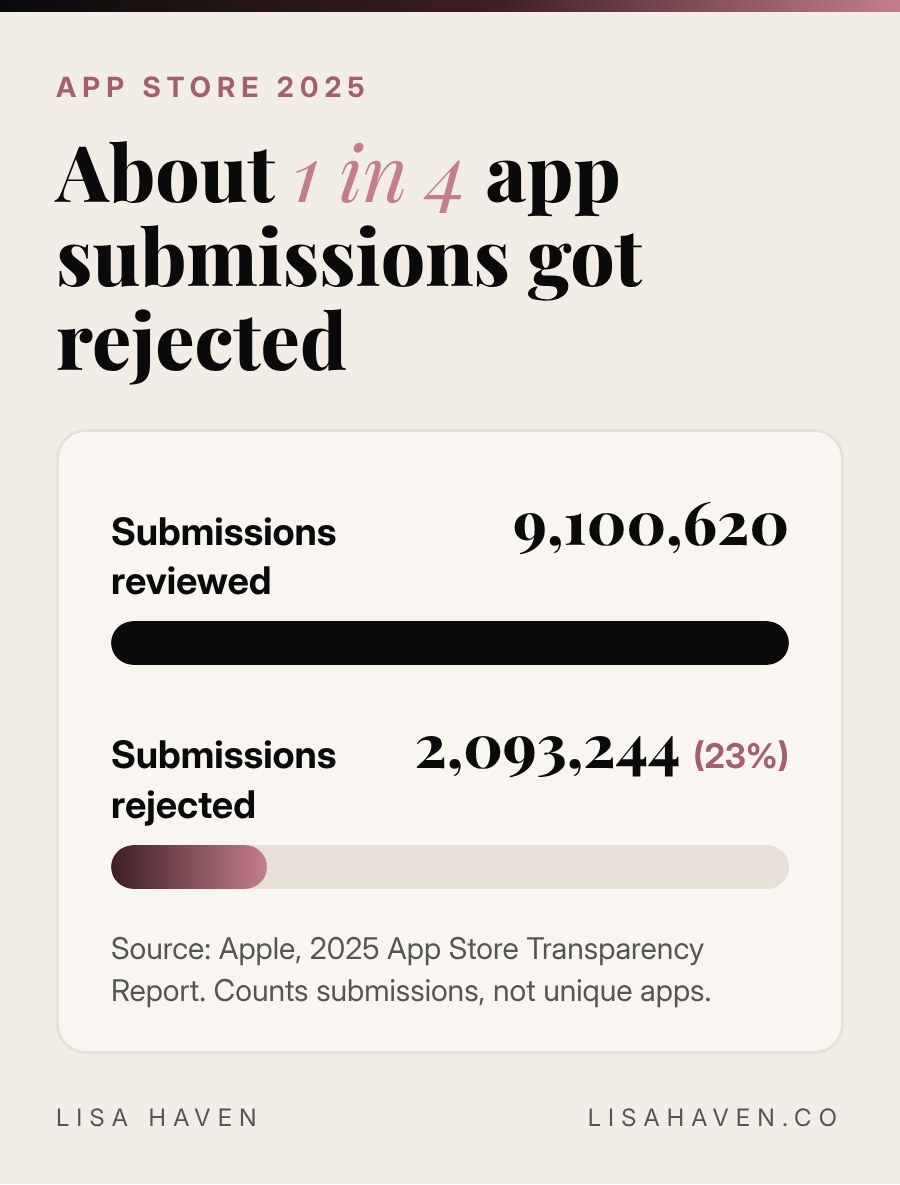 APP STORE 2025
About 1 in 4 app
submissions got
rejected
Submissions
reviewed
9,100,620
Submissions
rejected
2,093,244 (23%)
Source: Apple, 2025 App Store Transparency
Report. Counts submissions, not unique apps.
LISA HAVEN
LISAHAVEN.CO